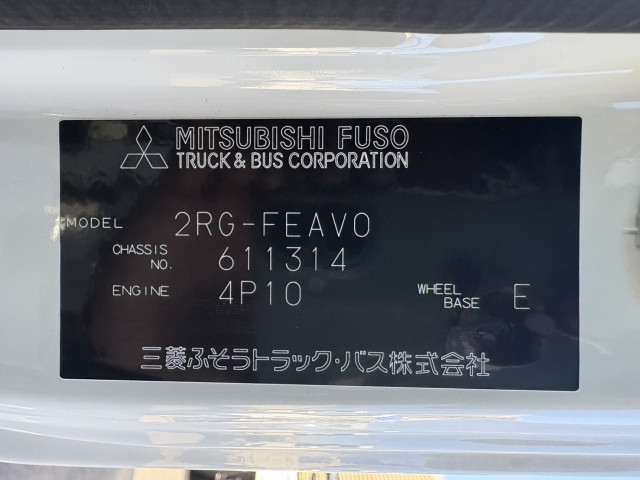 MITSUBISHI FUSO
TRUCK & BUS CORPORATION
MODEL 2RG-FEAV0
CHASSIS NO. 611314
ENGINE 4P10 WHEEL BASE E
三菱ふそうトラック・バス株式会社